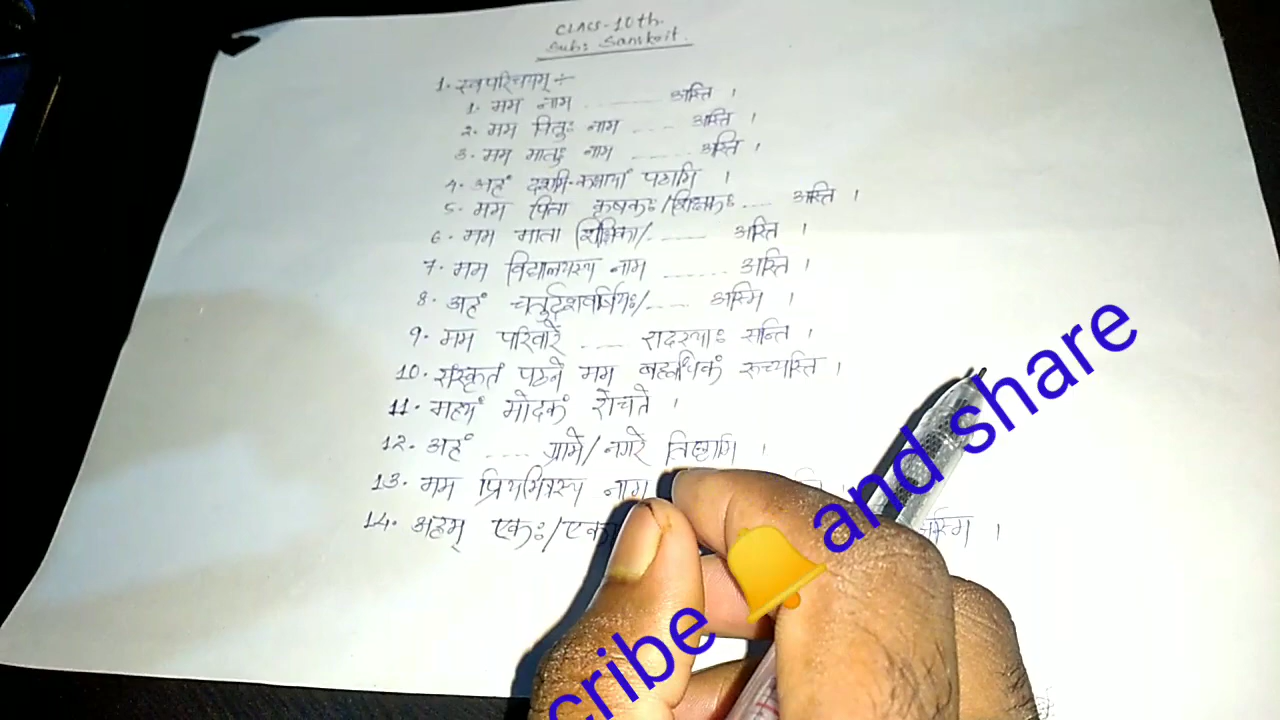 CLACS-10th.
Sub: Sanskrit.
1. स्वपरिचयम् ÷
1. मम नाम ........ अस्ति ।
2. मम पितुः नाम .... अस्ति ।
3. मम मातुः नाम ...... अस्ति ।
4. अहं दशमि-कक्षायां पठामि ।
5. मम पिता कृषकः/शिक्षकः .... अस्ति ।
6. मम माता शिक्षिका/...... अस्ति ।
7. मम विद्यालयस्य नाम ....... अस्ति ।
8. अहं चतुर्दशवर्षियः/..... अस्मि ।
9. मम परिवारे .... सदस्याः सन्ति ।
10. संस्कृतं पठने मम बह्वधिकं रुच्यस्ति ।
11. मह्यं मोदकं रोचते ।
12. अहं .... ग्रामे/नगरे तिष्ठामि ।
13. मम प्रियमित्रस्य नाम
14. अहम् एकः/एका अस्मि ।
cribe and share